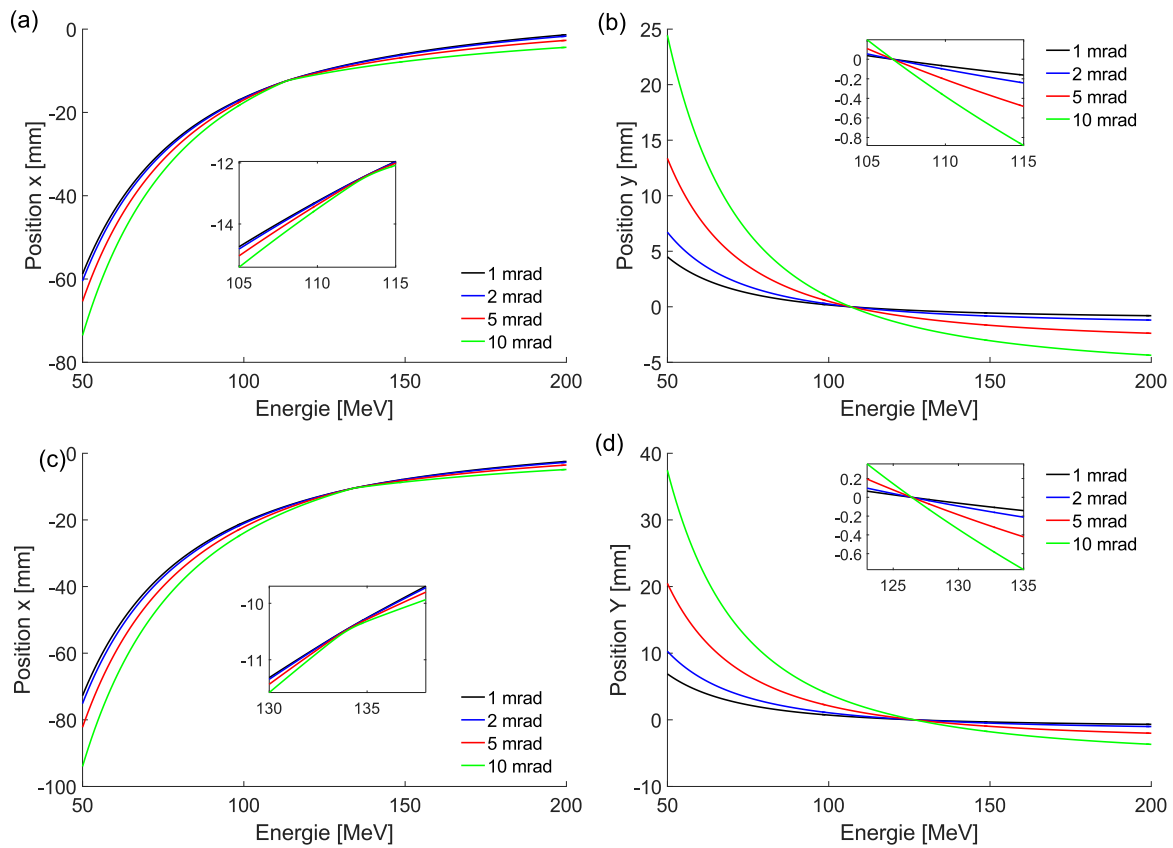 (a)
0
-20
-40
-60
-80
Position x [mm]
50
100
150
200
Energie [MeV]
-12
-14
105
110
115
1 mrad
2 mrad
5 mrad
10 mrad
(b)
25
20
15
10
5
0
-5
Position y [mm]
50
100
150
200
Energie [MeV]
0
-0.2
-0.4
-0.6
-0.8
105
110
115
1 mrad
2 mrad
5 mrad
10 mrad
(c)
0
-20
-40
-60
-80
-100
Position x [mm]
50
100
150
200
Energie [MeV]
-10
-11
130
135
1 mrad
2 mrad
5 mrad
10 mrad
(d)
40
30
20
10
0
-10
Position Y [mm]
50
100
150
200
Energie [MeV]
0.2
0
-0.2
-0.4
-0.6
125
130
135
1 mrad
2 mrad
5 mrad
10 mrad